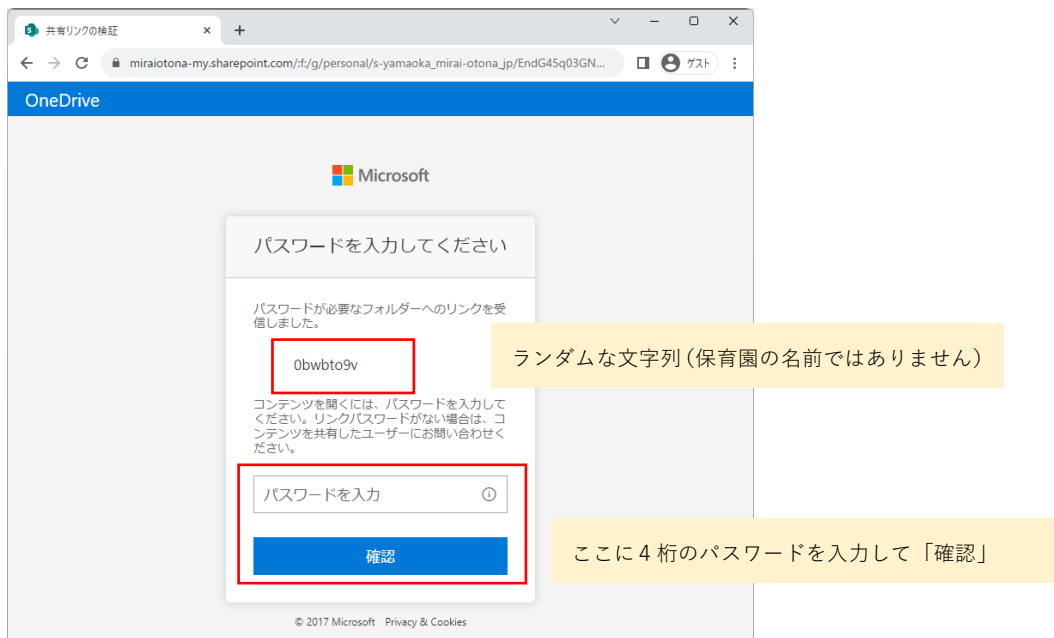 共有リンクの検証
miraiotona-my.sharepoint.com/:f:/g/personal/s-yamaoka_mirai-otona_jp/EndG45q03GN...
ゲスト
OneDrive
Microsoft
パスワードを入力してください
パスワードが必要なフォルダーへのリンクを受
信しました。
0bwbto9v
ランダムな文字列(保育園の名前ではありません)
コンテンツを開くには、パスワードを入力して
ください。リンクパスワードがない場合は、コ
ンテンツを共有したユーザーにお問い合わせく
ださい。
パスワードを入力
確認
ここに4桁のパスワードを入力して「確認」
© 2017 Microsoft Privacy & Cookies